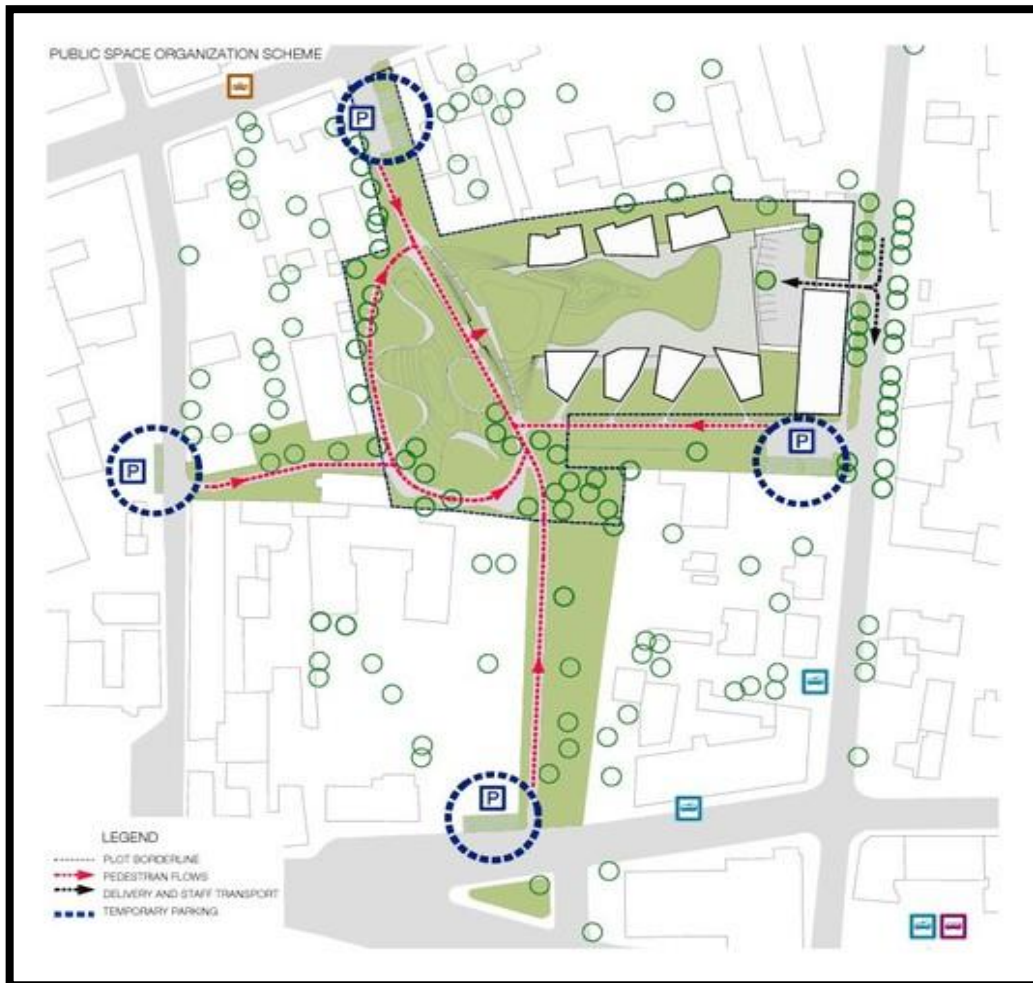 PUBLIC SPACE ORGANIZATION SCHEME
P
P
P
P
LEGEND
PLOT BORDERLINE
PEDESTRIAN FLOWS
DELIVERY AND STAFF TRANSPORT
TEMPORARY PARKING